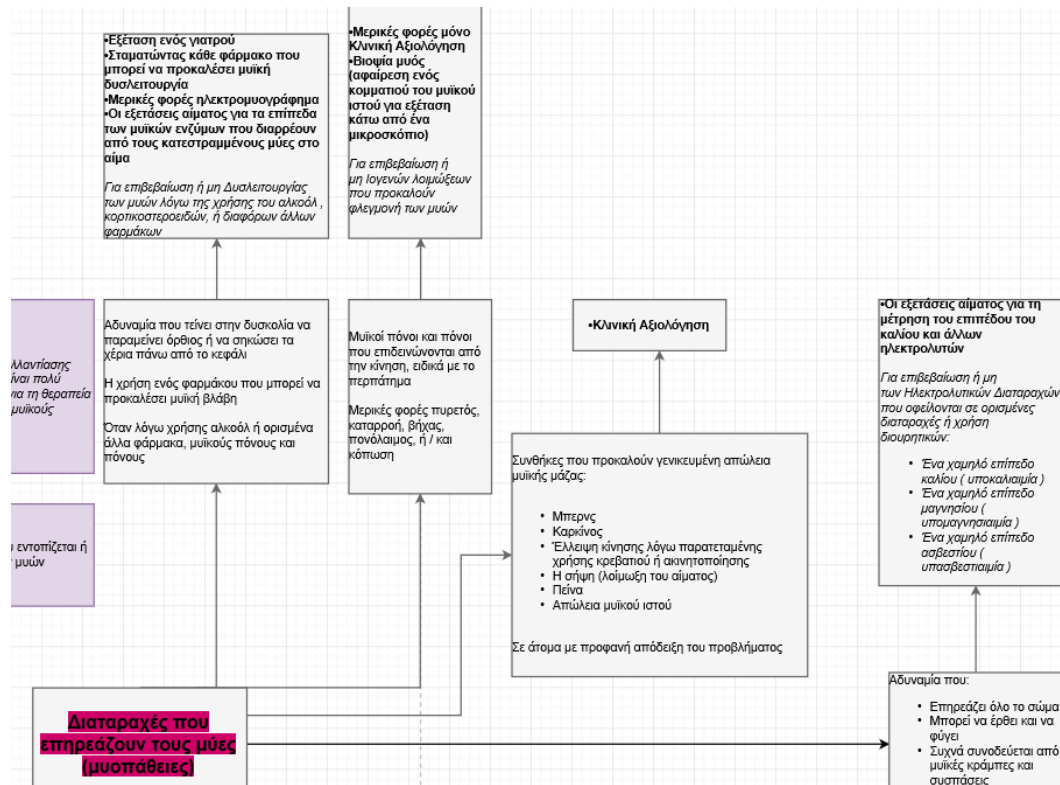 •Εξέταση ενός γιατρού
•Σταματώντας κάθε φάρμακο που
μπορεί να προκαλέσει μυϊκή
δυσλειτουργία
•Μερικές φορές ηλεκτρομυογράφημα
•Οι εξετάσεις αίματος για τα επίπεδα
των μυϊκών ενζύμων που διαρρέουν
από τους κατεστραμμένους μύες στο
αίμα
Για επιβεβαίωση ή μη Δυσλειτουργίας
των μυών λόγω της χρήσης του αλκοόλ ,
κορτικοστεροειδών, ή διαφόρων άλλων
φαρμάκων
•Μερικές φορές μόνο
Κλινική Αξιολόγηση
•Βιοψία μυός
(αφαίρεση ενός
κομματιού του μυϊκού
ιστού για εξέταση
κάτω από ένα
μικροσκόπιο)
Για επιβεβαίωση ή
μη Ιογενών λοιμώξεων
που προκαλούν
φλεγμονή των μυών
λλαντίασης
ίναι πολύ
για τη θεραπεία
μυϊκούς
εντοπίζεται ή
μυών
Αδυναμία που τείνει στην δυσκολία να
παραμείνει όρθιος ή να σηκώσει τα
χέρια πάνω από το κεφάλι
Η χρήση ενός φαρμάκου που μπορεί να
προκαλέσει μυϊκή βλάβη
Όταν λόγω χρήσης αλκοόλ ή ορισμένα
άλλα φάρμακα, μυϊκούς πόνους και
πόνους
Μυϊκοί πόνοι και πόνοι
που επιδεινώνονται από
την κίνηση, ειδικά με το
περπάτημα
Μερικές φορές πυρετός,
καταρροή, βήχας,
πονόλαιμος, ή / και
κόπωση
•Κλινική Αξιολόγηση
Συνθήκες που προκαλούν γενικευμένη απώλεια
μυϊκής μάζας:
• Μπερνς
• Καρκίνος
• Έλλειψη κίνησης λόγω παρατεταμένης
χρήσης κρεβατιού ή ακινητοποίησης
• Η σήψη (λοίμωξη του αίματος)
• Πείνα
• Απώλεια μυϊκού ιστού
Σε άτομα με προφανή απόδειξη του προβλήματος
•Οι εξετάσεις αίματος για τη
μέτρηση του επιπέδου του
καλίου και άλλων
ηλεκτρολυτών
Για επιβεβαίωση ή μη
των Ηλεκτρολυτικών Διαταραχών
που οφείλονται σε ορισμένες
διαταραχές ή χρήση
διουρητικών:
• Ένα χαμηλό επίπεδο
καλίου ( υποκαλιαιμία )
• Ένα χαμηλό επίπεδο
μαγνησίου (
υπομαγνησιαιμία )
• Ένα χαμηλό επίπεδο
ασβεστίου (
υπασβεστιαιμία )
Αδυναμία που:
• Επηρεάζει όλο το σώμα
• Μπορεί να έρθει και να
φύγει
• Συχνά συνοδεύεται από
μυϊκές κράμπες και
συσπάσεις
Διαταραχές που
επηρεάζουν τους μύες
(μυοπάθειες)